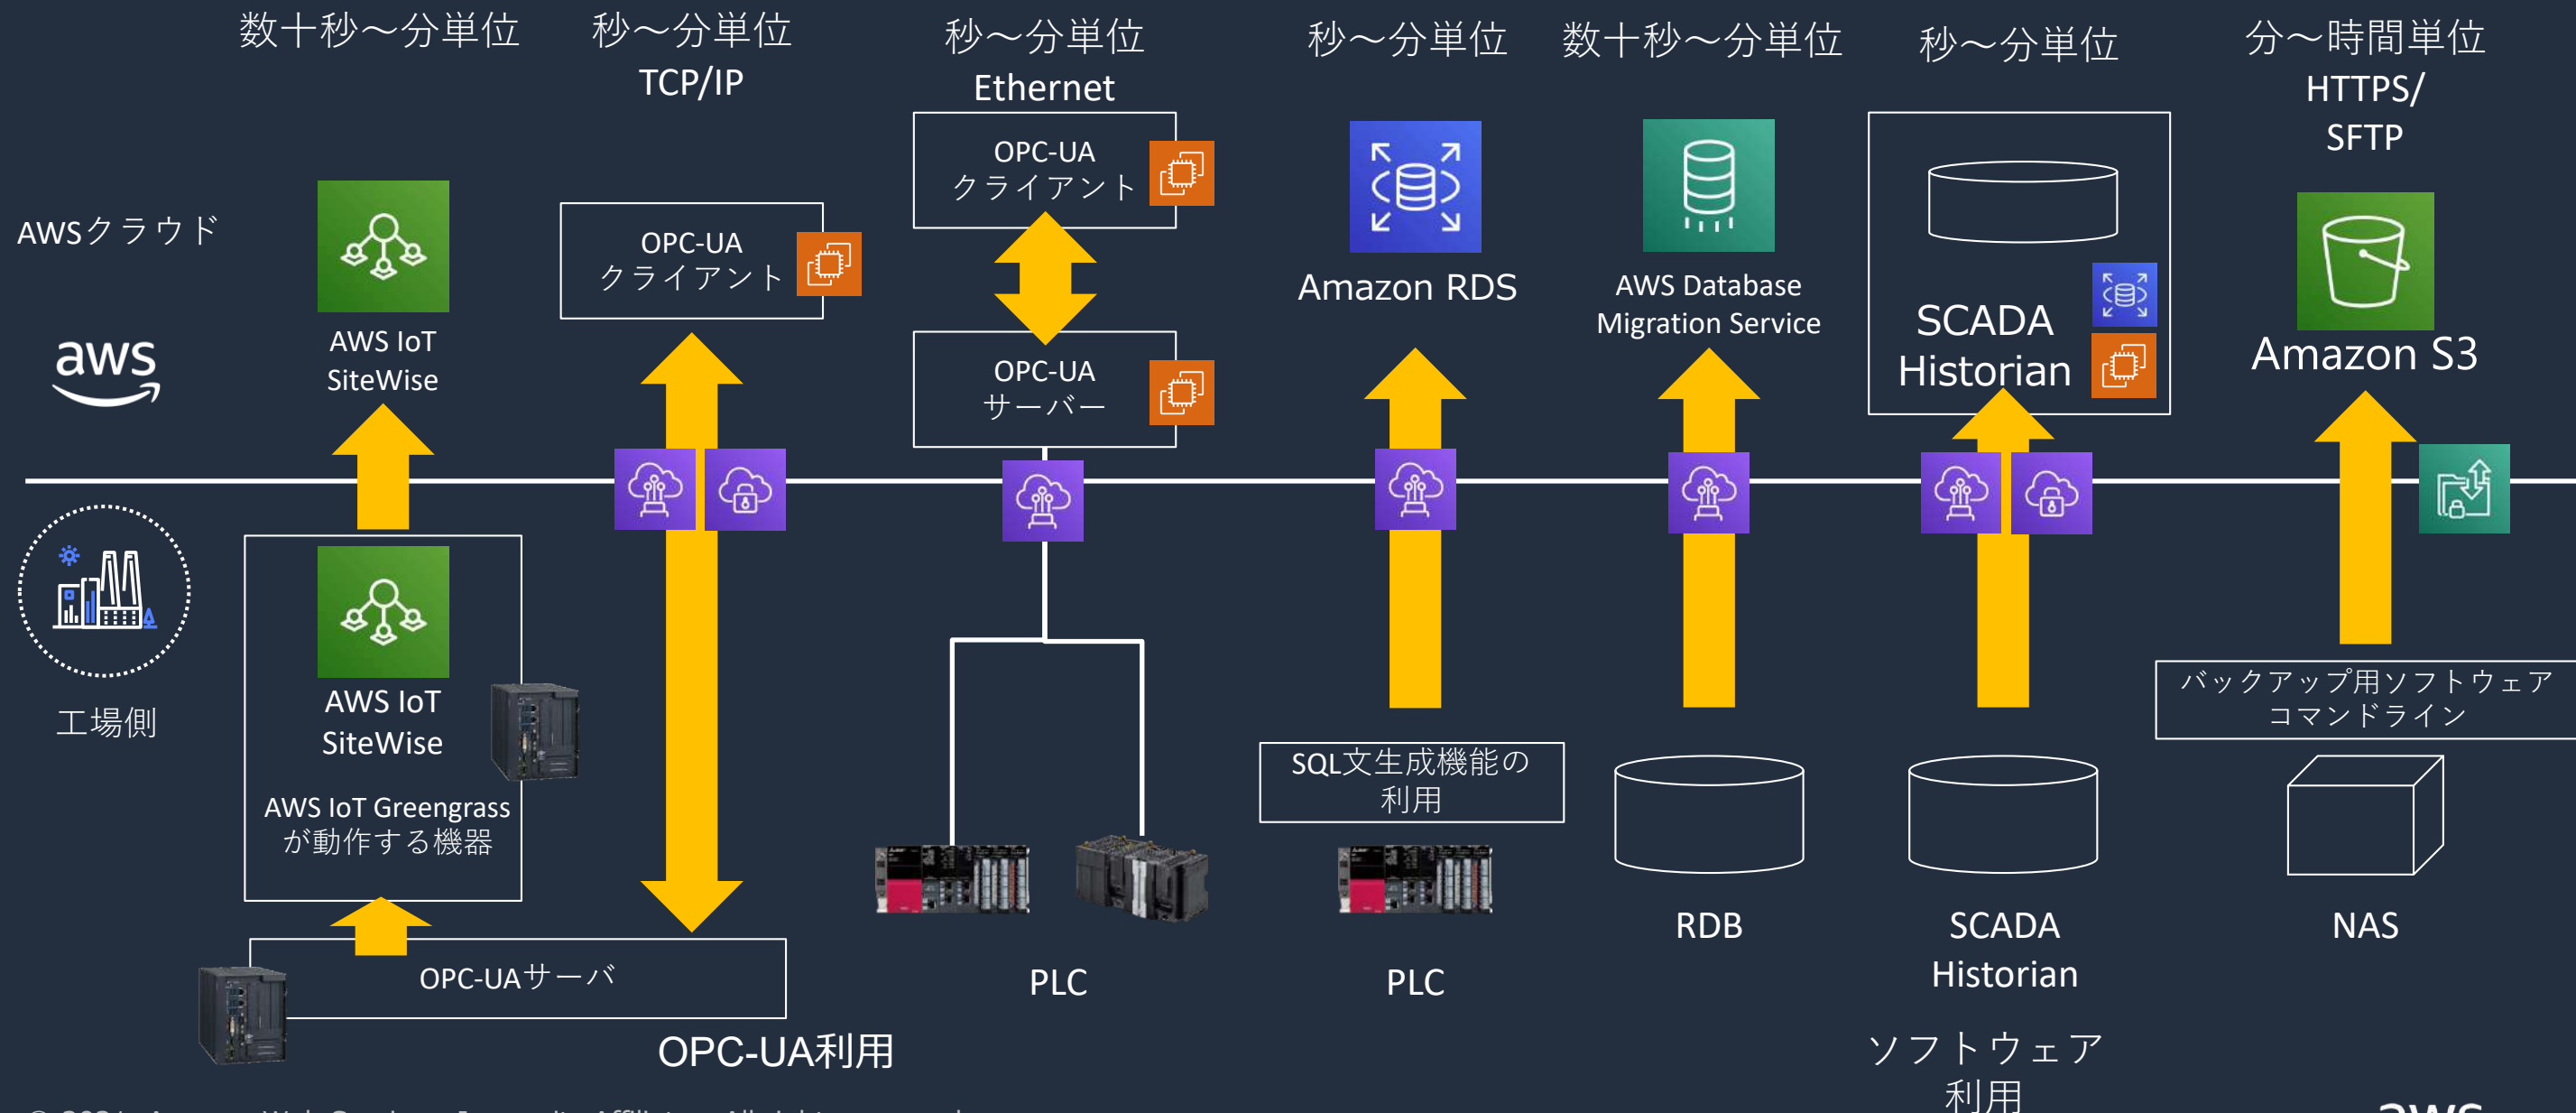 数十秒～分単位
秒～分単位
TCP/IP
秒～分単位
Ethernet
秒～分単位
数十秒～分単位
秒～分単位
分～時間単位
HTTPS/
SFTP
AWSクラウド
aws
AWS IoT
SiteWise
OPC-UA
クライアント
OPC-UA
クライアント
OPC-UA
サーバー
Amazon RDS
AWS Database
Migration Service
SCADA
Historian
Amazon S3
工場側
AWS IoT
SiteWise
AWS IoT Greengrass
が動作する機器
OPC-UAサーバ
PLC
SQL文生成機能の
利用
PLC
RDB
SCADA
Historian
バックアップ用ソフトウェア
コマンドライン
NAS
OPC-UA利用
ソフトウェア
利用
aws